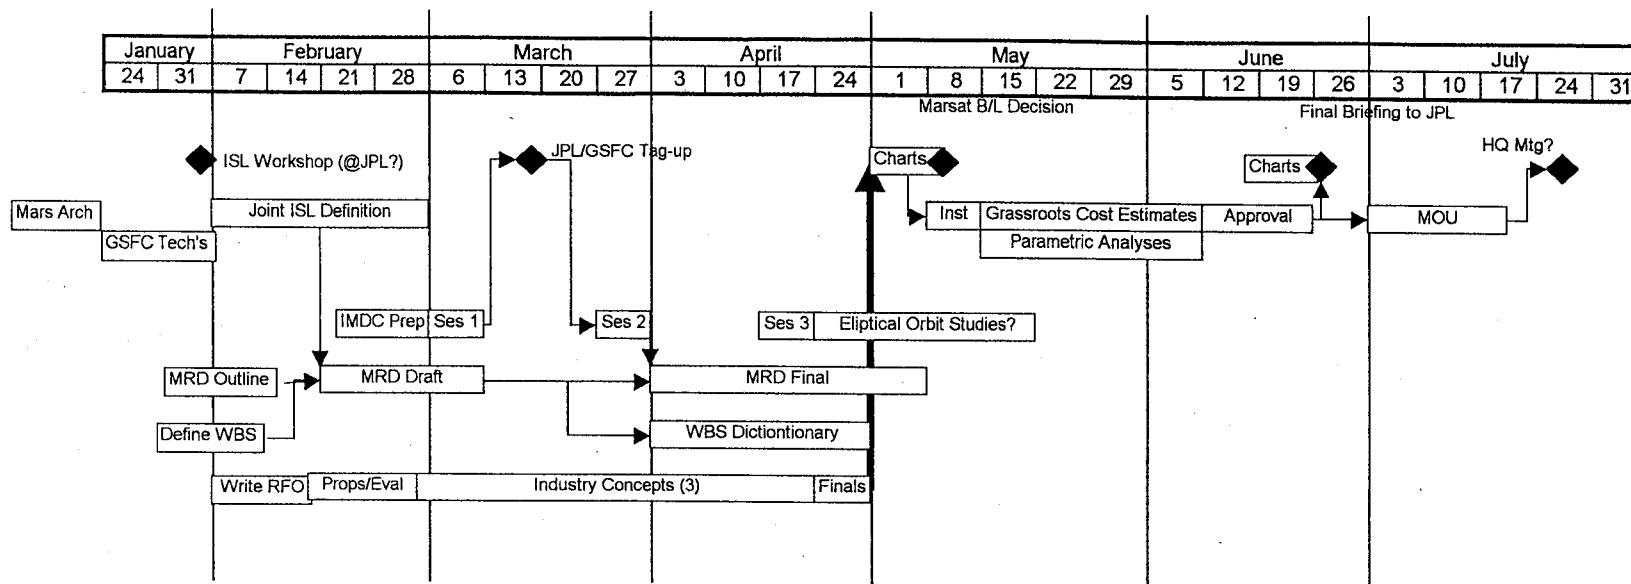 January February March April May June July
24 31 7 14 21 28 6 13 20 27 3 10 17 24 1 8 15 22 29 5 12 19 26 3 10 17 24 31
Marsat B/L Decision Final Briefing to JPL
ISL Workshop (@JPL?) JPL/GSFC Tag-up Charts Charts HQ Mtg?
Mars Arch Joint ISL Definition Inst Grassroots Cost Estimates Approval MOU
GSFC Tech's Parametric Analyses
IMDC Prep Ses 1 Ses 2 Ses 3 Eliptical Orbit Studies?
MRD Outline MRD Draft MRD Final
Define WBS WBS Dictiontionary
Write RFO Props/Eval Industry Concepts (3) Finals